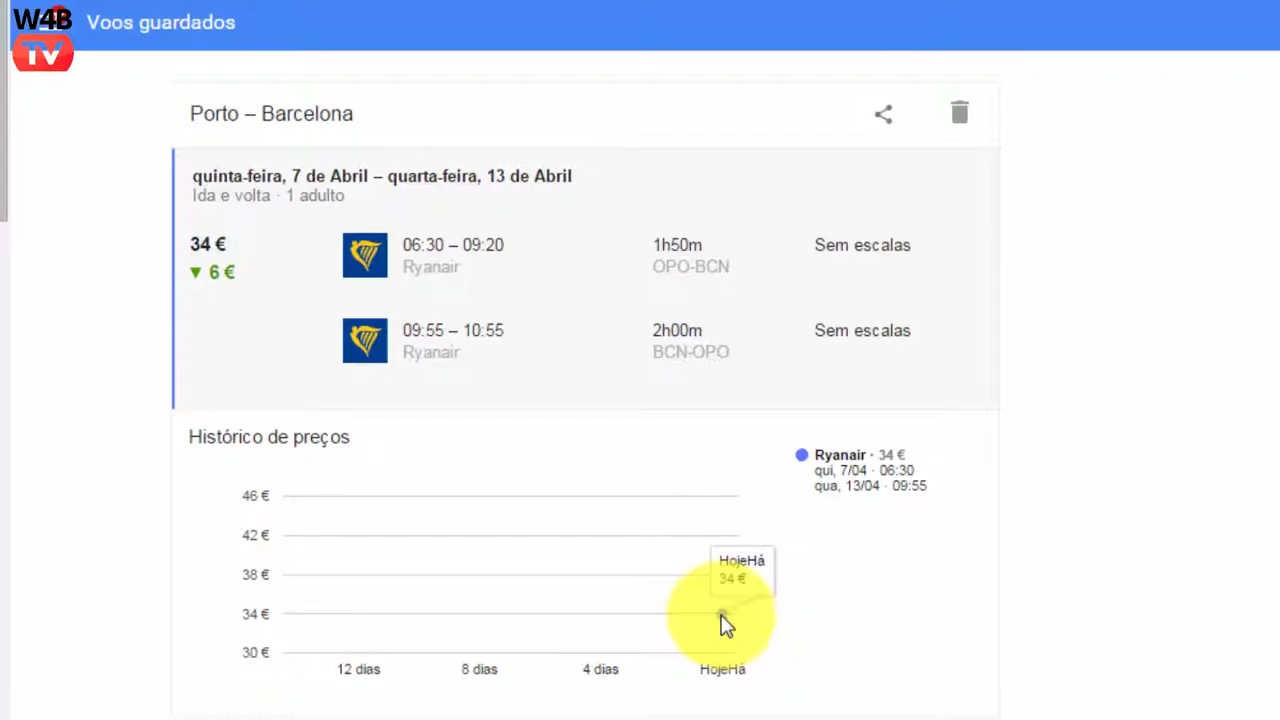 W4B
TV
Voos guardados
Porto – Barcelona
quinta-feira, 7 de Abril – quarta-feira, 13 de Abril
Ida e volta · 1 adulto
34 €
▼ 6 €
06:30 – 09:20
Ryanair
1h50m
OPO-BCN
Sem escalas
09:55 – 10:55
Ryanair
2h00m
BCN-OPO
Sem escalas
Histórico de preços
Ryanair · 34 €
qui, 7/04 · 06:30
qua, 13/04 · 09:55
46 €
42 €
38 €
34 €
30 €
HojeHá
34 €
12 dias
8 dias
4 dias
HojeHá